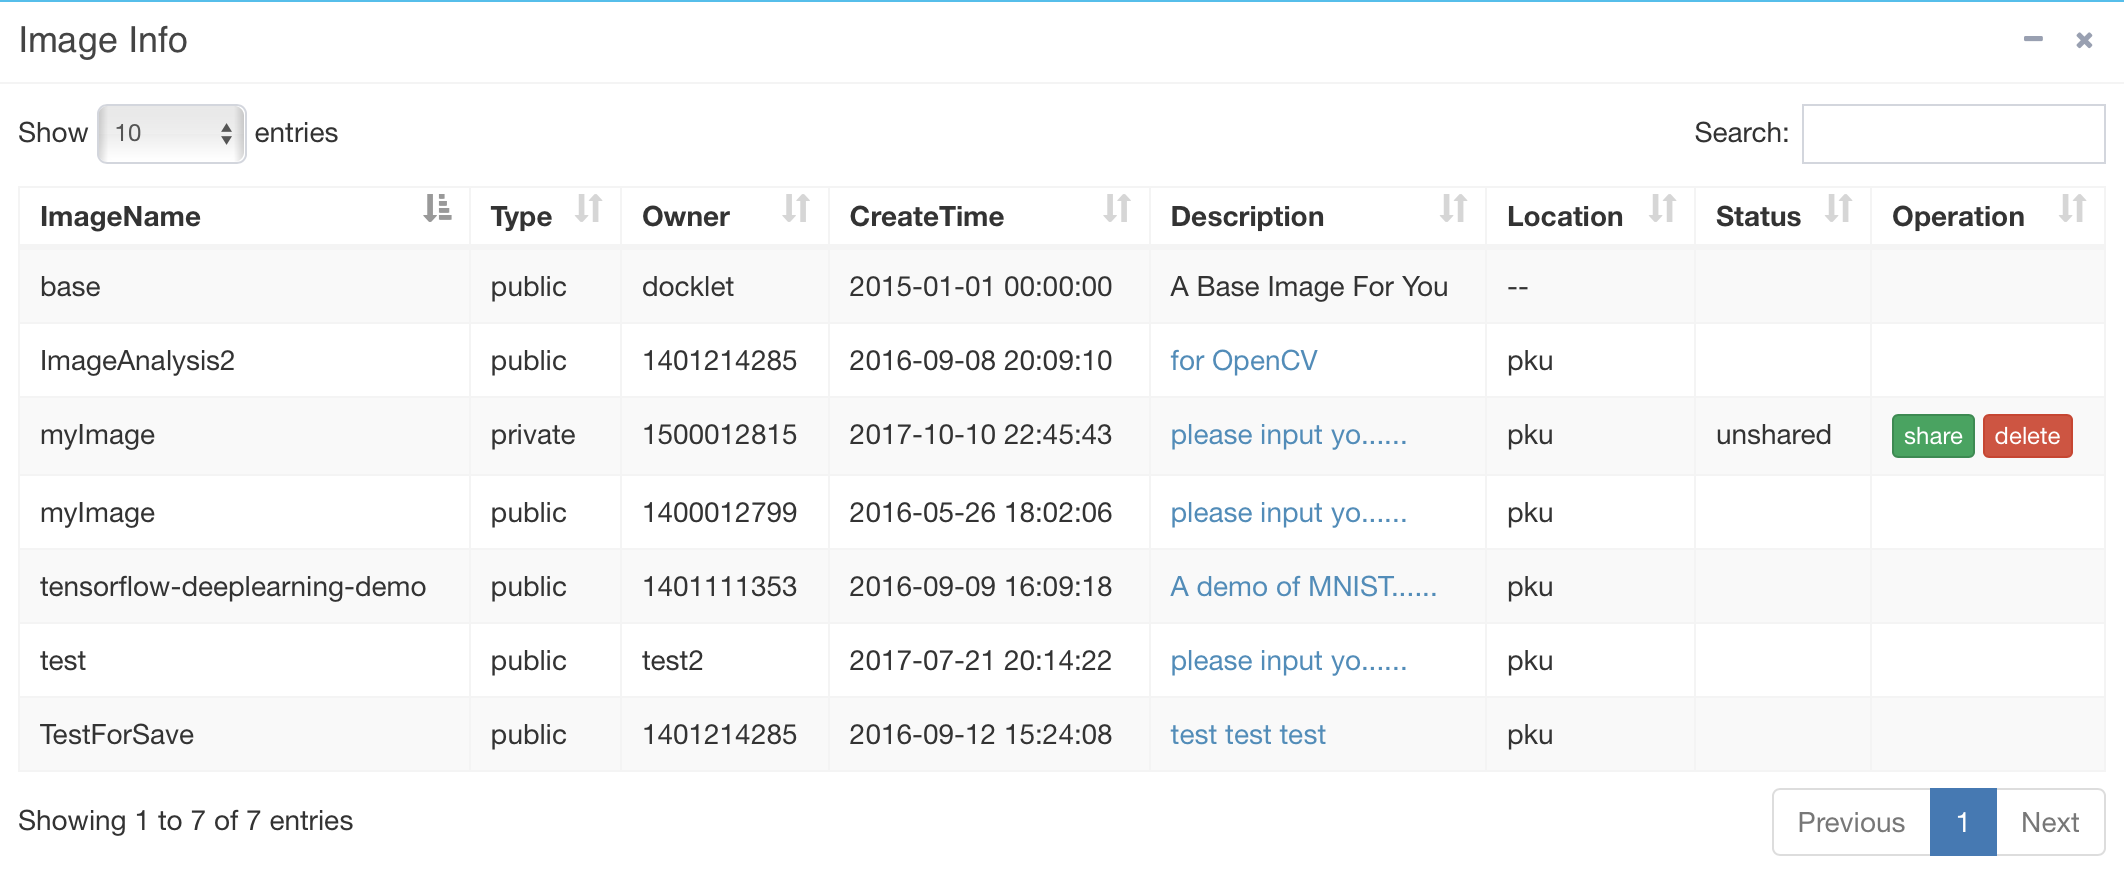 Image Info
Show 10 entries Search:
ImageName Type Owner CreateTime Description Location Status Operation
base public docklet 2015-01-01 00:00:00 A Base Image For You --
ImageAnalysis2 public 1401214285 2016-09-08 20:09:10 for OpenCV pku
myImage private 1500012815 2017-10-10 22:45:43 please input yo...... pku unshared share delete
myImage public 1400012799 2016-05-26 18:02:06 please input yo...... pku
tensorflow-deeplearning-demo public 1401111353 2016-09-09 16:09:18 A demo of MNIST...... pku
test public test2 2017-07-21 20:14:22 please input yo...... pku
TestForSave public 1401214285 2016-09-12 15:24:08 test test test pku
Showing 1 to 7 of 7 entries Previous 1 Next